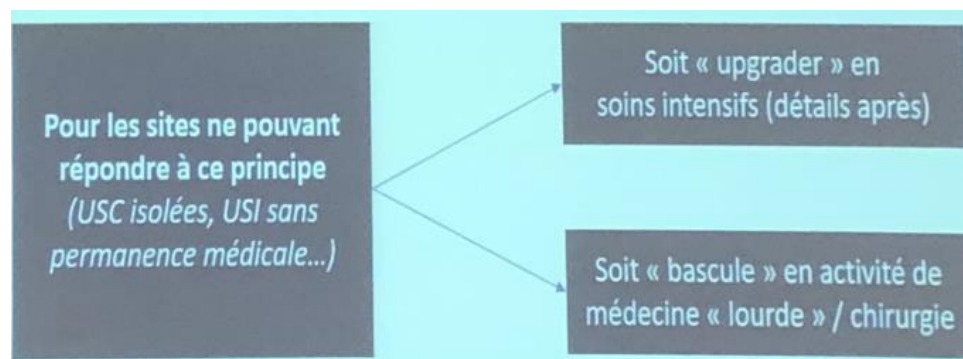 Pour les sites ne pouvant
répondre à ce principe
(USC isolées, USI sans
permanence médicale...)
Soit « upgrader » en
soins intensifs (détails après)
Soit « bascule » en activité de
médecine « lourde » / chirurgie